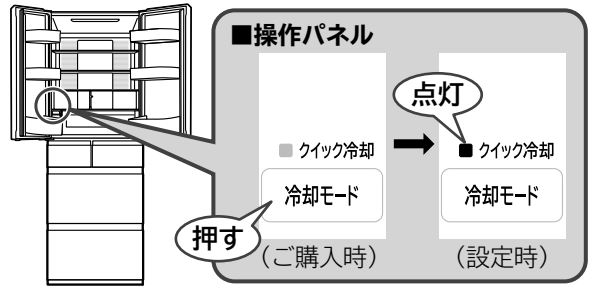 ■操作パネル
点灯
クイック冷却
クイック冷却
冷却モード
冷却モード
押す
（ご購入時）
（設定時）